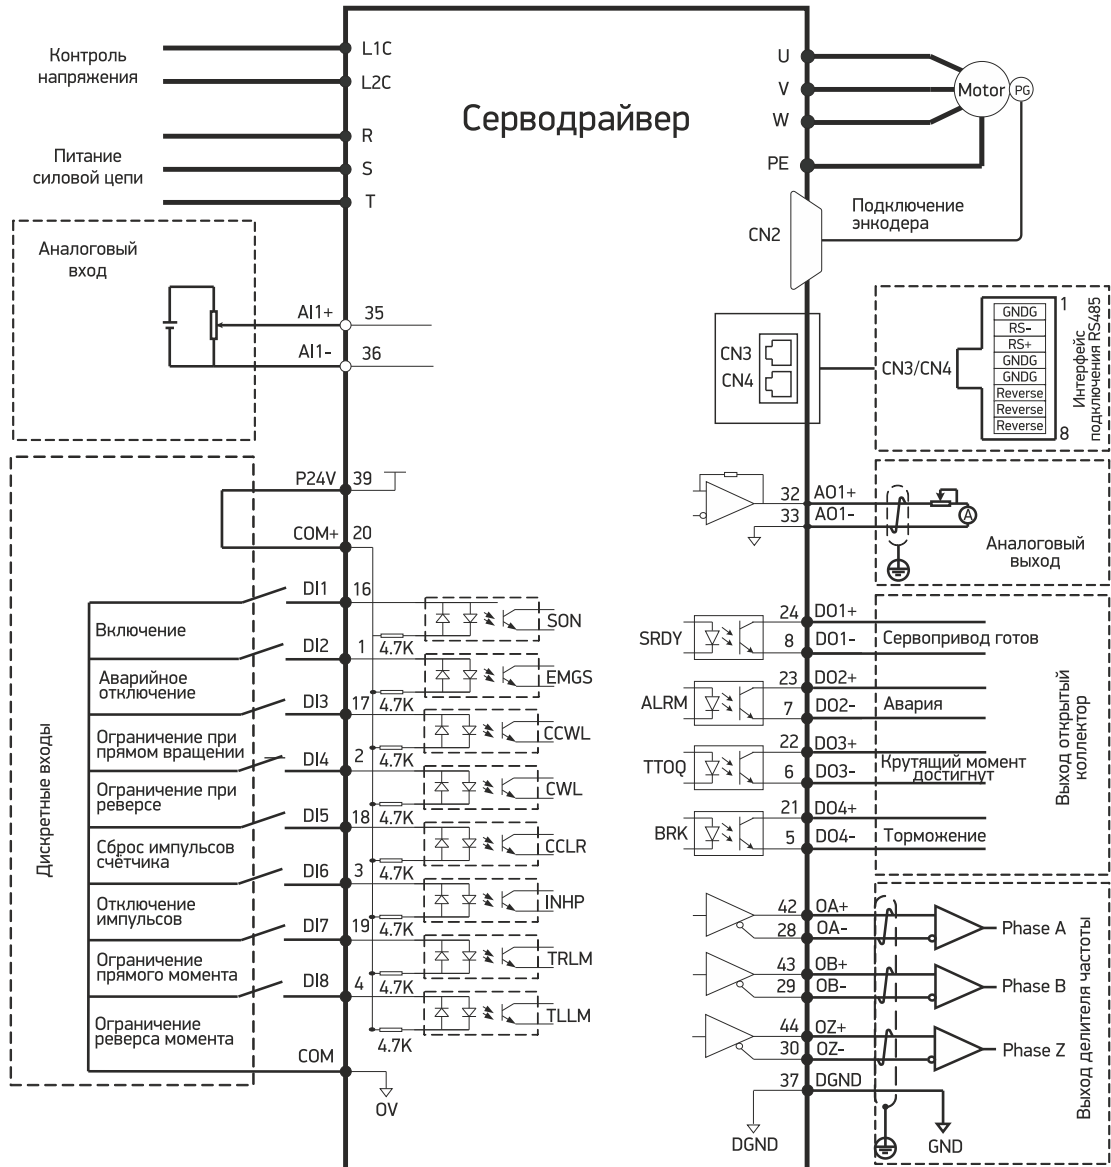 Серводрайвер
Контроль
напряжения
L1C
L2C
Питание
силовой цепи
R
S
T
U
V
W
PE
Motor
PG
CN2
Подключение
энкодера
Аналоговый
вход
AI1+
35
AI1-
36
CN3
CN4
CN3/CN4
1
GNDG
RS-
RS+
GNDG
GNDG
Reverse
Reverse
Reverse
8
Интерфейс
подключения RS485
P24V
39
COM+
20
32
AO1+
33
AO1-
A
Аналоговый
выход
Дискретные входы
DI1
16
Включение
4.7K
SON
DI2
1
Аварийное
отключение
4.7K
EMGS
DI3
17
Ограничение при
прямом вращении
4.7K
CCWL
DI4
2
Ограничение при
реверсе
4.7K
CWL
DI5
18
Сброс импульсов
счётчика
4.7K
CCLR
DI6
3
Отключение
импульсов
4.7K
INHP
DI7
19
Ограничение
прямого момента
4.7K
TRLM
DI8
4
Ограничение
реверса момента
4.7K
TLLM
COM
0V
SRDY
24
DO1+
8
DO1-
Сервопривод готов
ALRM
23
DO2+
7
DO2-
Авария
TTOQ
22
DO3+
6
DO3-
Крутящий момент
достигнут
BRK
21
DO4+
5
DO4-
Торможение
Выход открытый
коллектор
42
OA+
28
OA-
Phase A
43
OB+
29
OB-
Phase B
44
OZ+
30
OZ-
Phase Z
37
DGND
DGND
GND
Выход делителя частоты